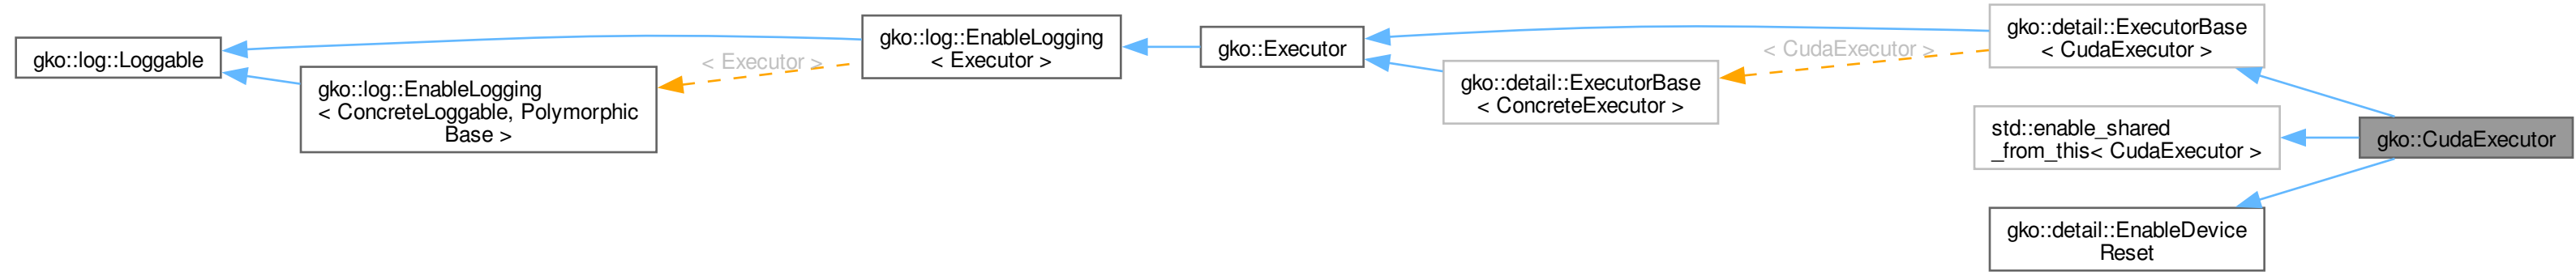 gko::log::Loggable
gko::log::EnableLogging
< ConcreteLoggable, Polymorphic
Base >
< Executor >
gko::log::EnableLogging
< Executor >
gko::Executor
gko::detail::ExecutorBase
< ConcreteExecutor >
< CudaExecutor >
gko::detail::ExecutorBase
< CudaExecutor >
std::enable_shared
_from_this< CudaExecutor >
gko::detail::EnableDevice
Reset
gko::CudaExecutor